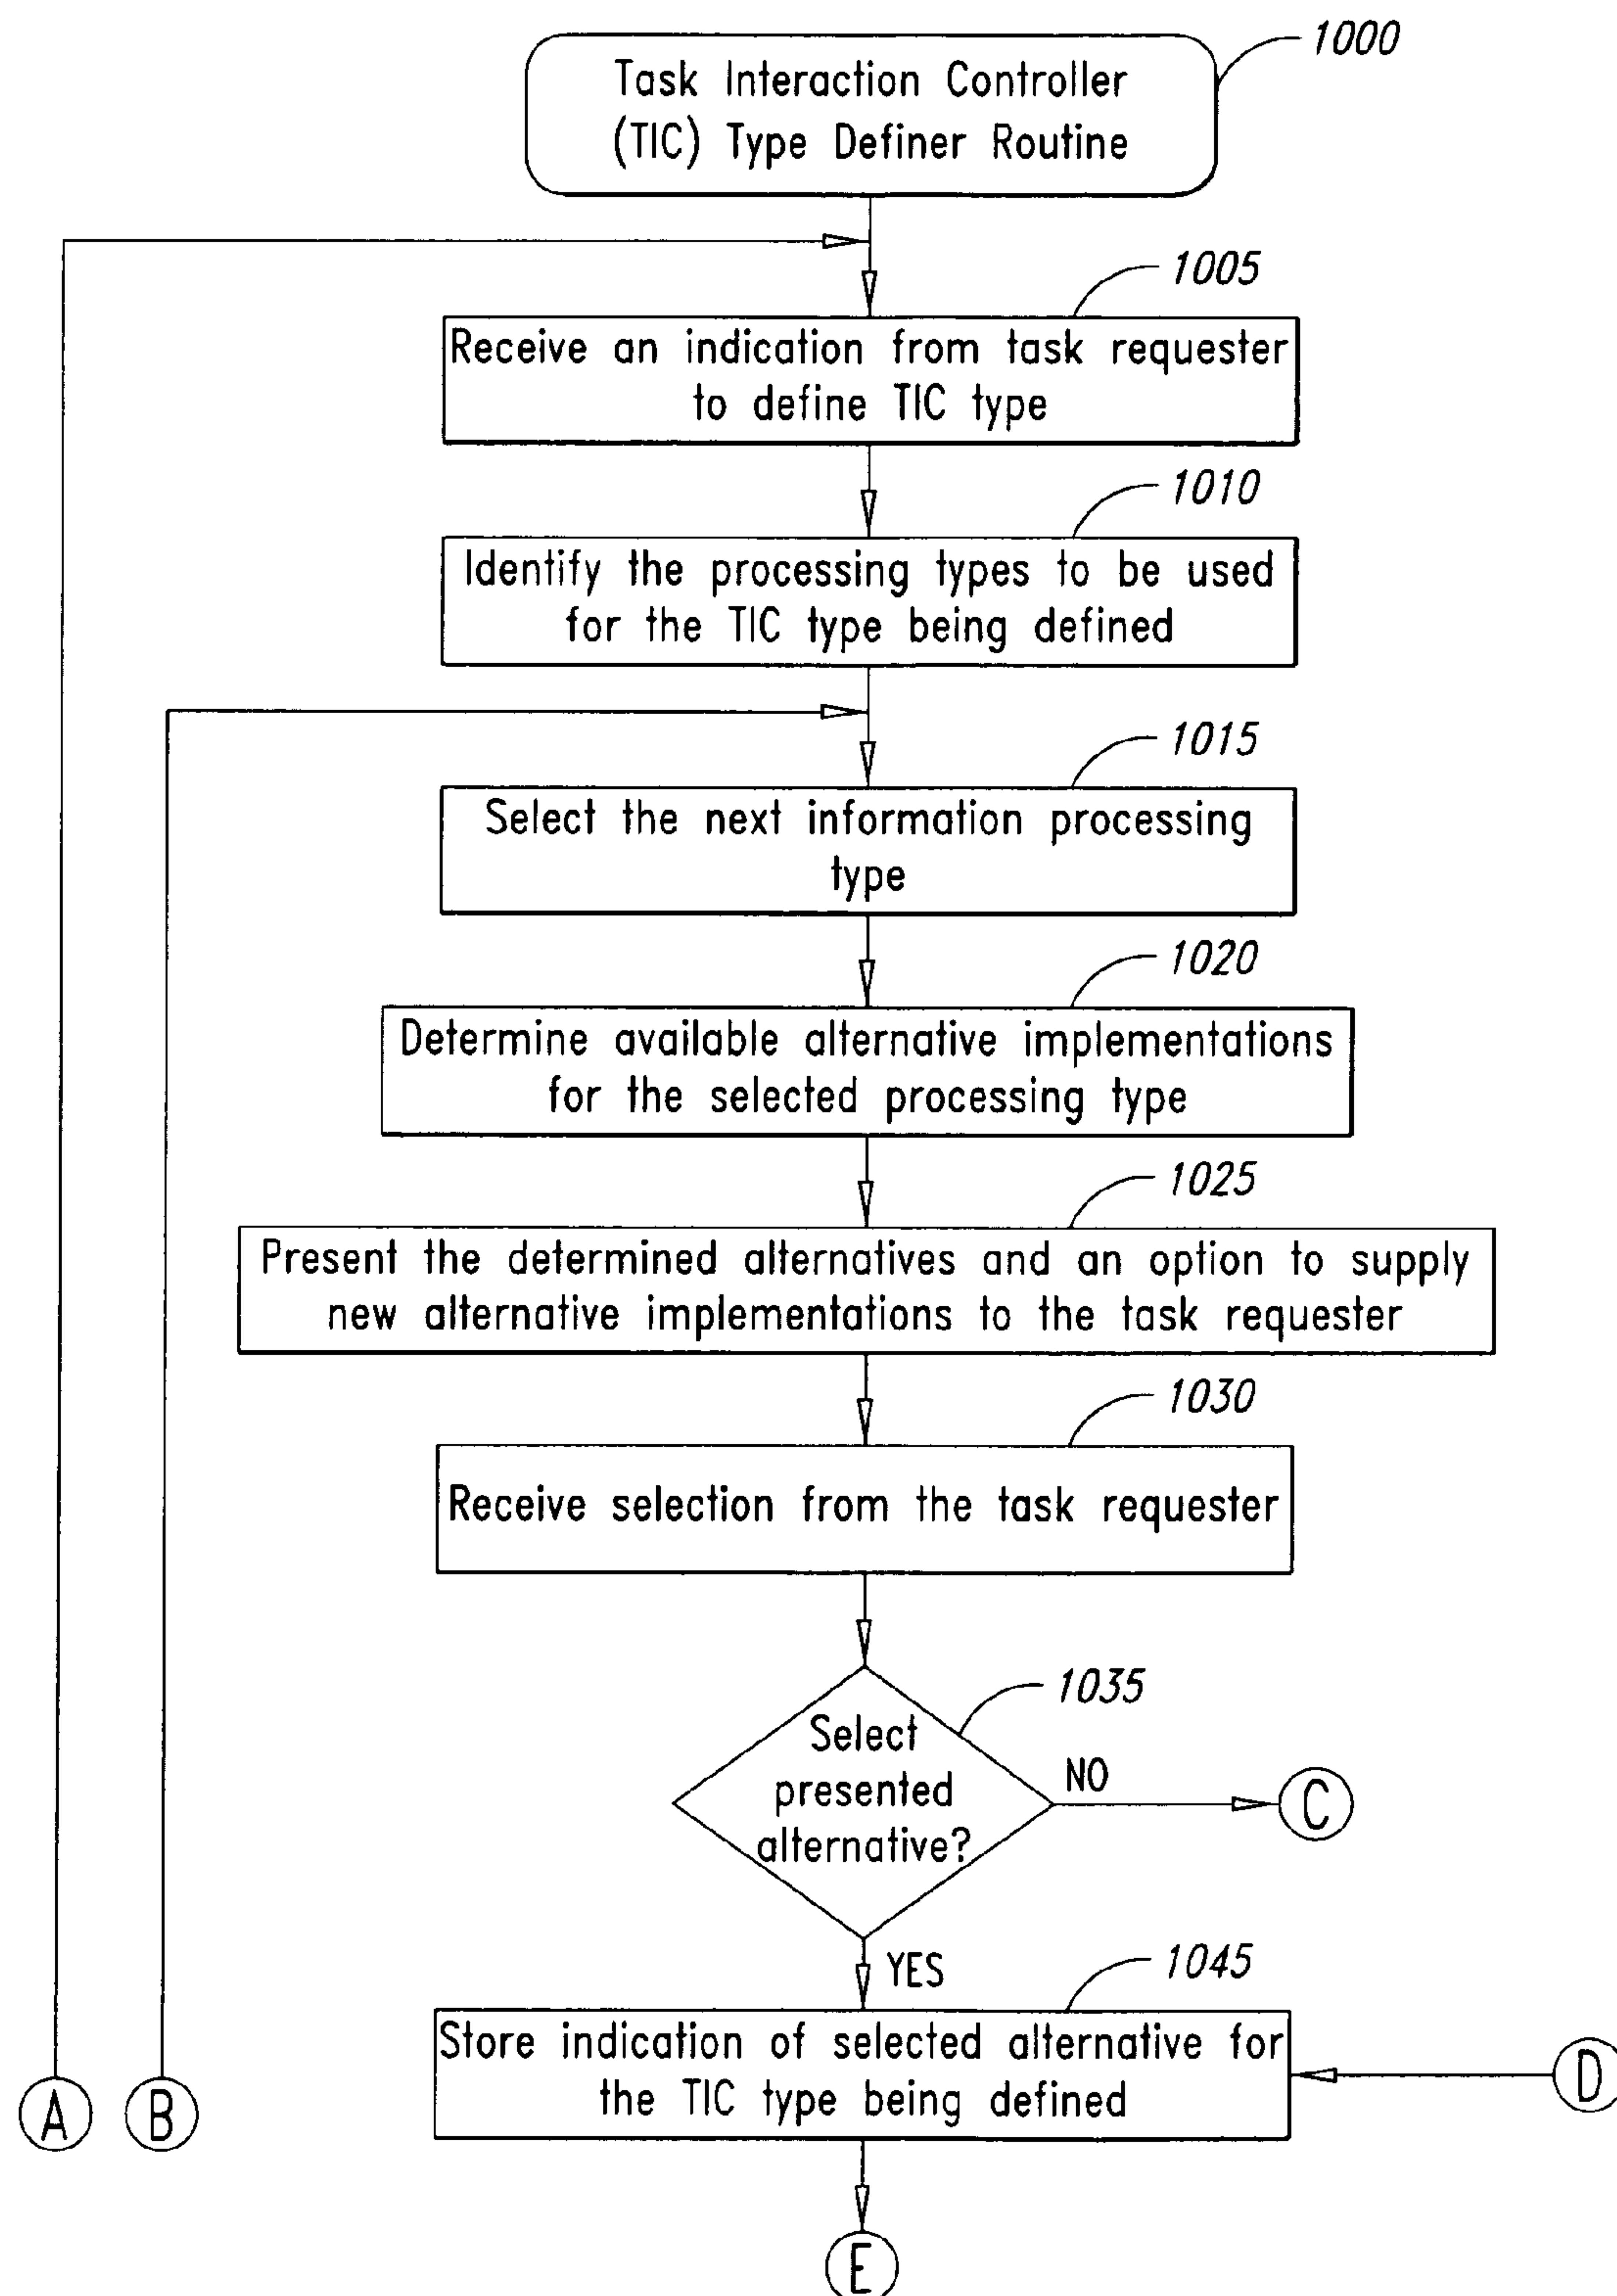 1000
Task Interaction Controller
(TIC) Type Definer Routine
1005
Receive an indication from task requester
to define TIC type
1010
Identify the processing types to be used
for the TIC type being defined
1015
Select the next information processing
type
1020
Determine available alternative implementations
for the selected processing type
1025
Present the determined alternatives and an option to supply
new alternative implementations to the task requester
1030
Receive selection from the task requester
1035
Select
presented
alternative?
NO
C
YES
1045
Store indication of selected alternative for
the TIC type being defined
D
A
B
E